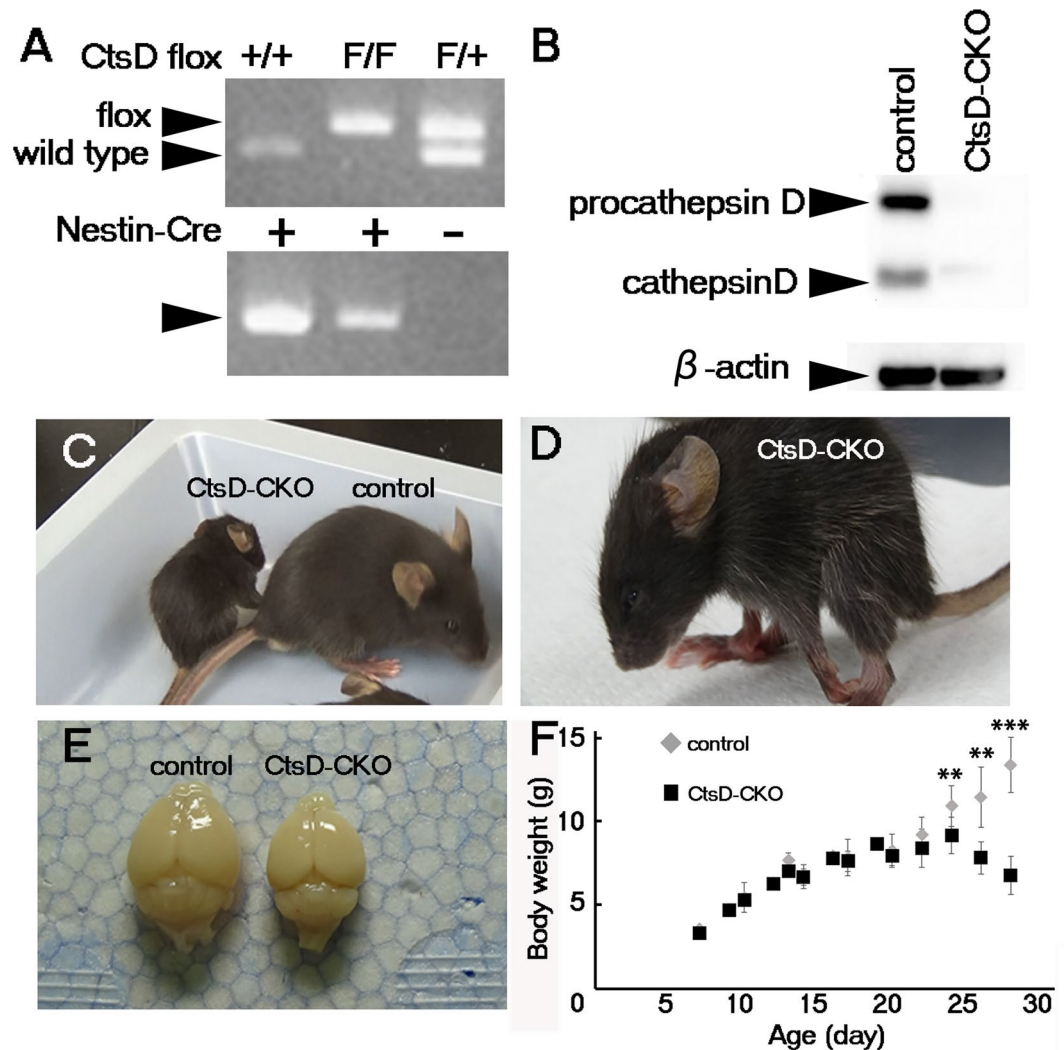 A
CtsD flox +/+ F/F F/+
flox
wild type
Nestin-Cre + + -
B
control
CtsD-CKO
procathepsin D
cathepsinD
β-actin
C
CtsD-CKO control
D
CtsD-CKO
E
control CtsD-CKO
F
15
10
5
0
Body weight (g)
control
CtsD-CKO
**
**
***
5 10 15 20 25 30
Age (day)